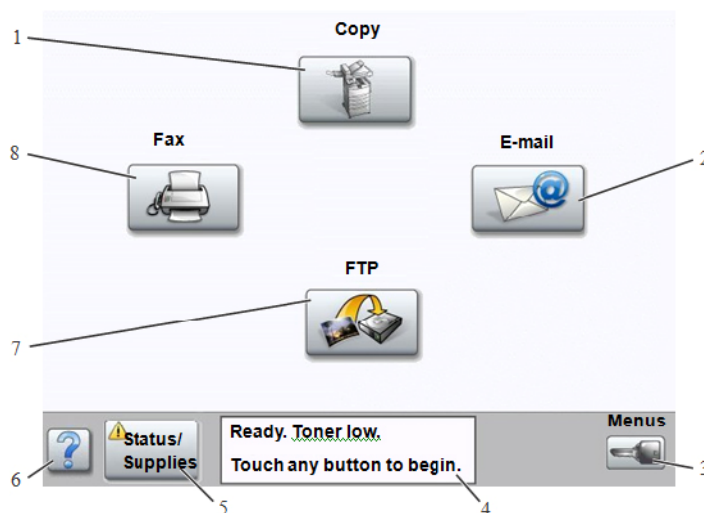 Copy
1
Fax
E-mail
8
2
FTP
7
Menus
Status/
Supplies
Ready. Toner low.
Touch any button to begin.
6
5
4
3